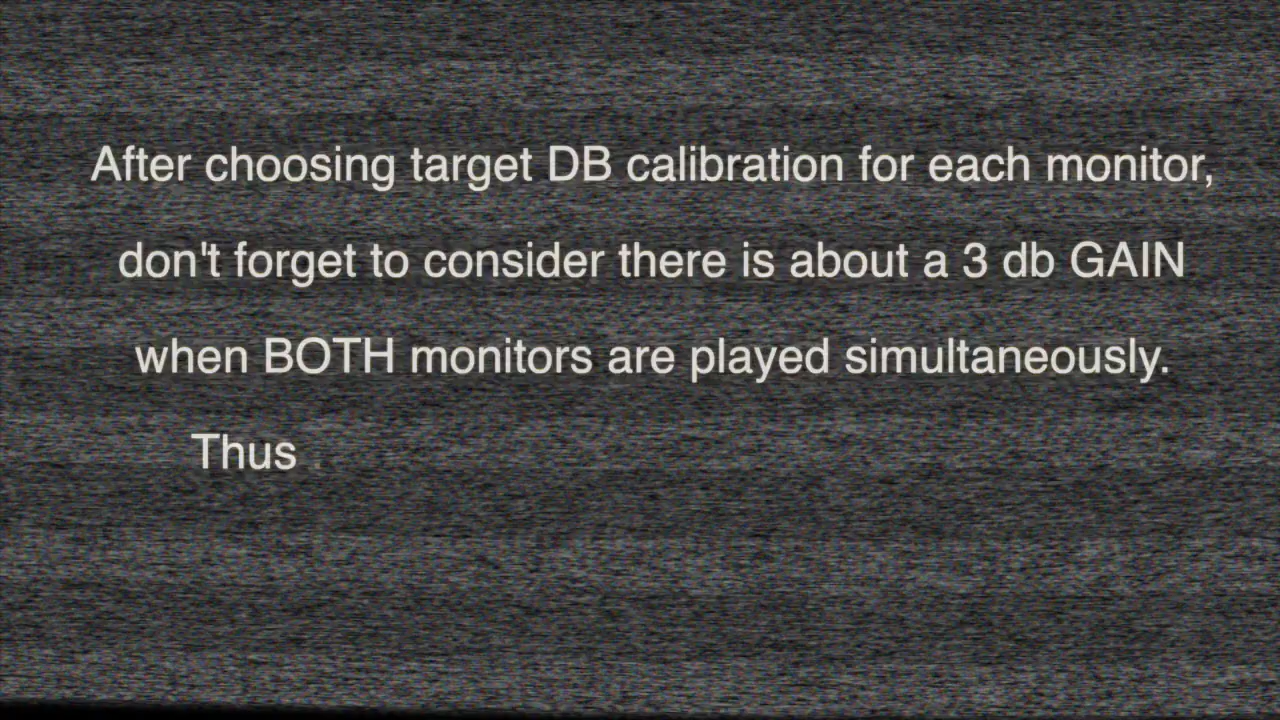 After choosing target DB calibration for each monitor,
don't forget to consider there is about a 3 db GAIN
when BOTH monitors are played simultaneously.
Thus